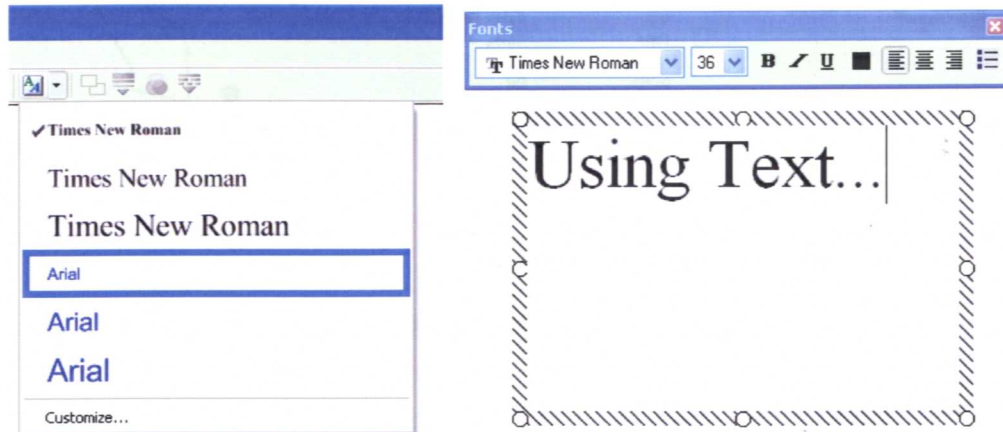 Times New Roman
Times New Roman
Times New Roman
Arial
Arial
Arial
Customize...
Fonts
Times New Roman 36 B I U
Using Text...